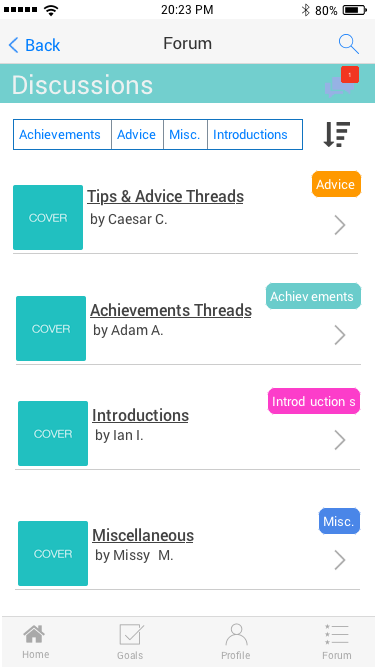 20:23 PM 80%
Back Forum
Discussions
Achievements Advice Misc. Introductions
Advice
COVER
Tips & Advice Threads
by Caesar C.
Achiev ements
COVER
Achievements Threads
by Adam A.
Introd uction s
COVER
Introductions
by Ian I.
Misc.
COVER
Miscellaneous
by Missy M.
Home Goals Profile Forum